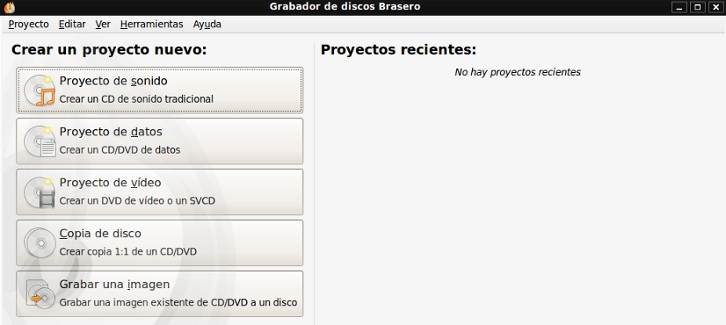 Grabador de discos Brasero
Proyecto Editar Ver Herramientas Ayuda
Crear un proyecto nuevo:
Proyecto de sonido
Crear un CD de sonido tradicional
Proyecto de datos
Crear un CD/DVD de datos
Proyecto de vídeo
Crear un DVD de vídeo o un SVCD
Copia de disco
Crear copia 1:1 de un CD/DVD
Grabar una imagen
Grabar una imagen existente de CD/DVD a un disco
Proyectos recientes:
No hay proyectos recientes